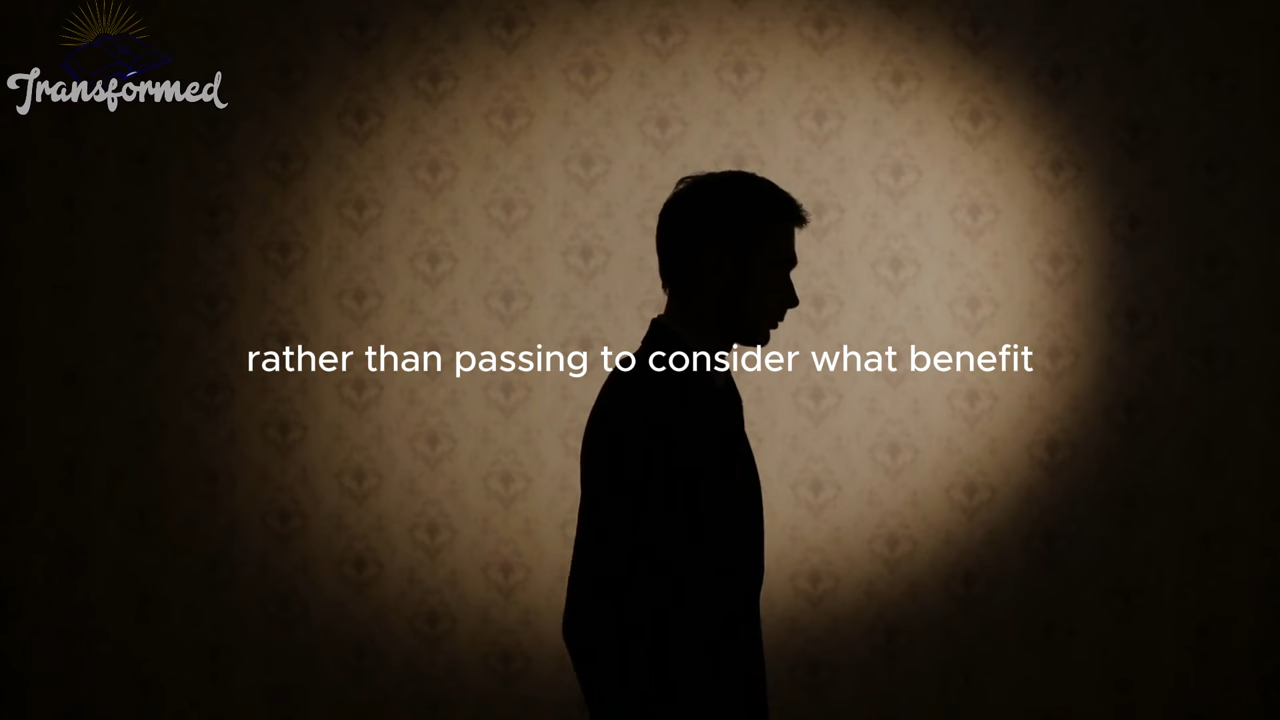 Transformed
rather than passing to consider what benefit